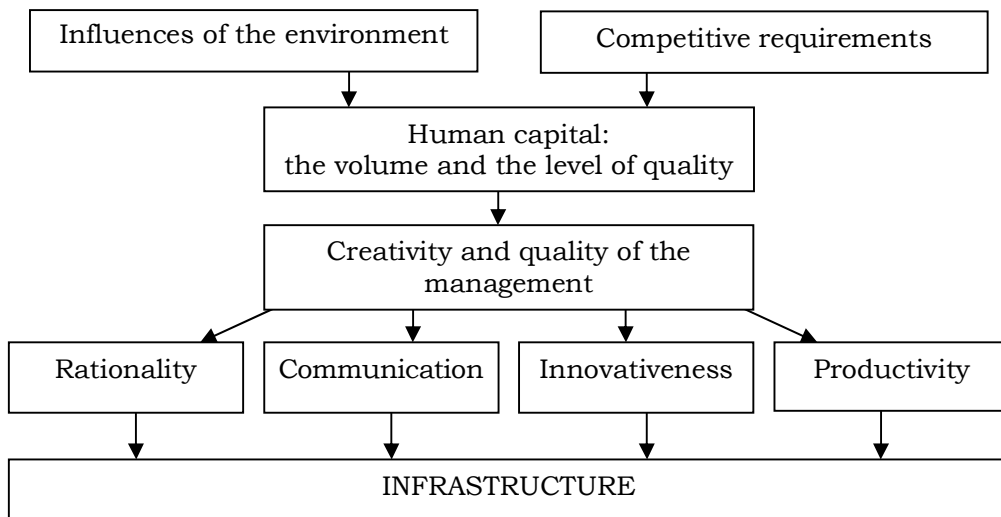 Influences of the environment
Competitive requirements
Human capital:
the volume and the level of quality
Creativity and quality of the
management
Rationality
Communication
Innovativeness
Productivity
INFRASTRUCTURE